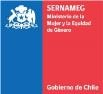 SERNAMEG
Ministerio de la
Mujer y la Equidad
de Género
Gobierno de Chile